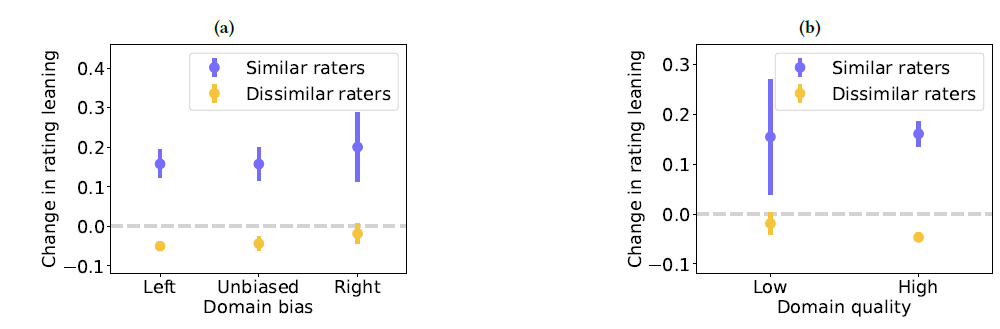 (a)
Change in rating leaning
0.4
0.3
0.2
0.1
0.0
−0.1
Similar raters
Dissimilar raters
Left
Unbiased
Right
Domain bias
(b)
Change in rating leaning
0.3
0.2
0.1
0.0
−0.1
Similar raters
Dissimilar raters
Low
High
Domain quality